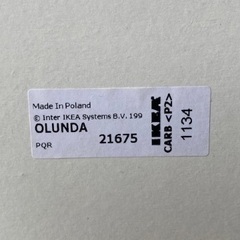 Made In Poland
© Inter IKEA Systems B.V. 199
OLUNDA
21675
PQR
IKEA
CARB <P2>
1134